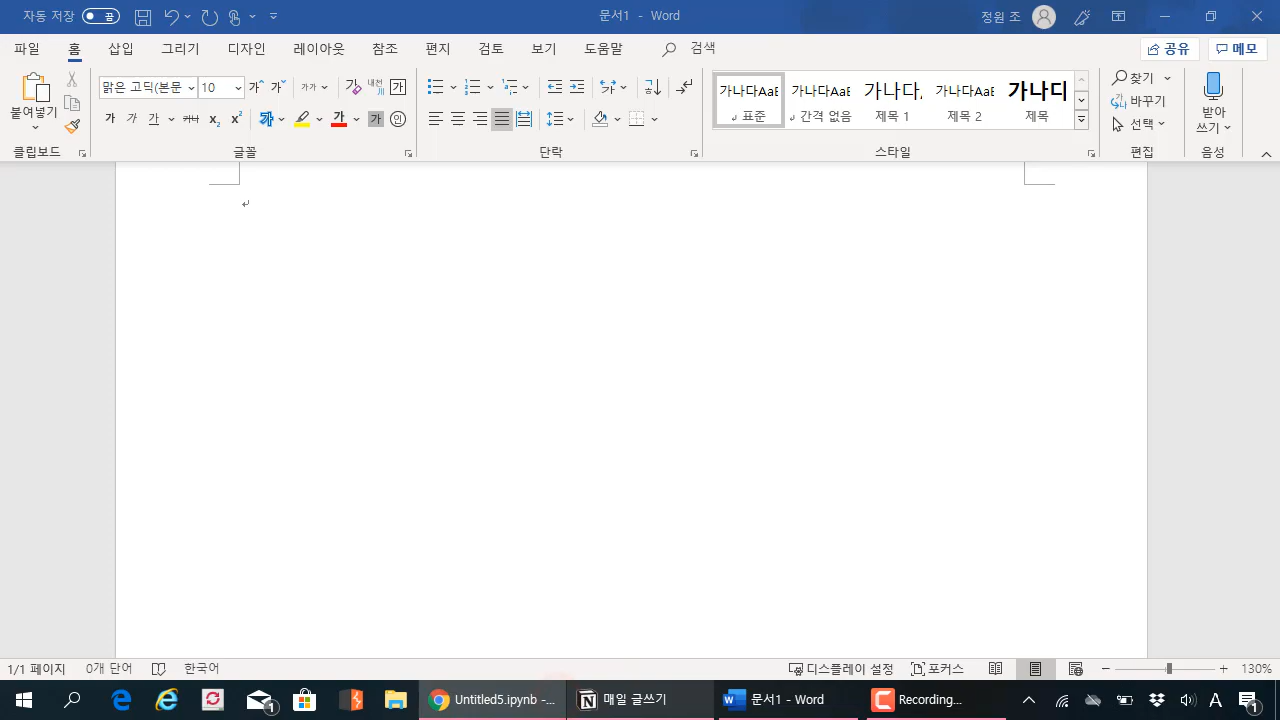 자동 저장 끔
문서1 - Word
정원 조
파일 홈 삽입 그리기 디자인 레이아웃 참조 편지 검토 보기 도움말 검색
공유 메모
붙여넣기
맑은 고딕(본문 10
가 가 가 가
가나다AaE 가나다AaE 가나다, 가나다AaE 가나다
표준 간격 없음 제목 1 제목 2 제목
찾기
바꾸기
선택
받아
쓰기
클립보드 글꼴 단락 스타일 편집 음성
1/1 페이지 0개 단어 한국어
디스플레이 설정 포커스 130%
Untitled5.ipynb -... 매일 글쓰기 문서1 - Word Recording... A